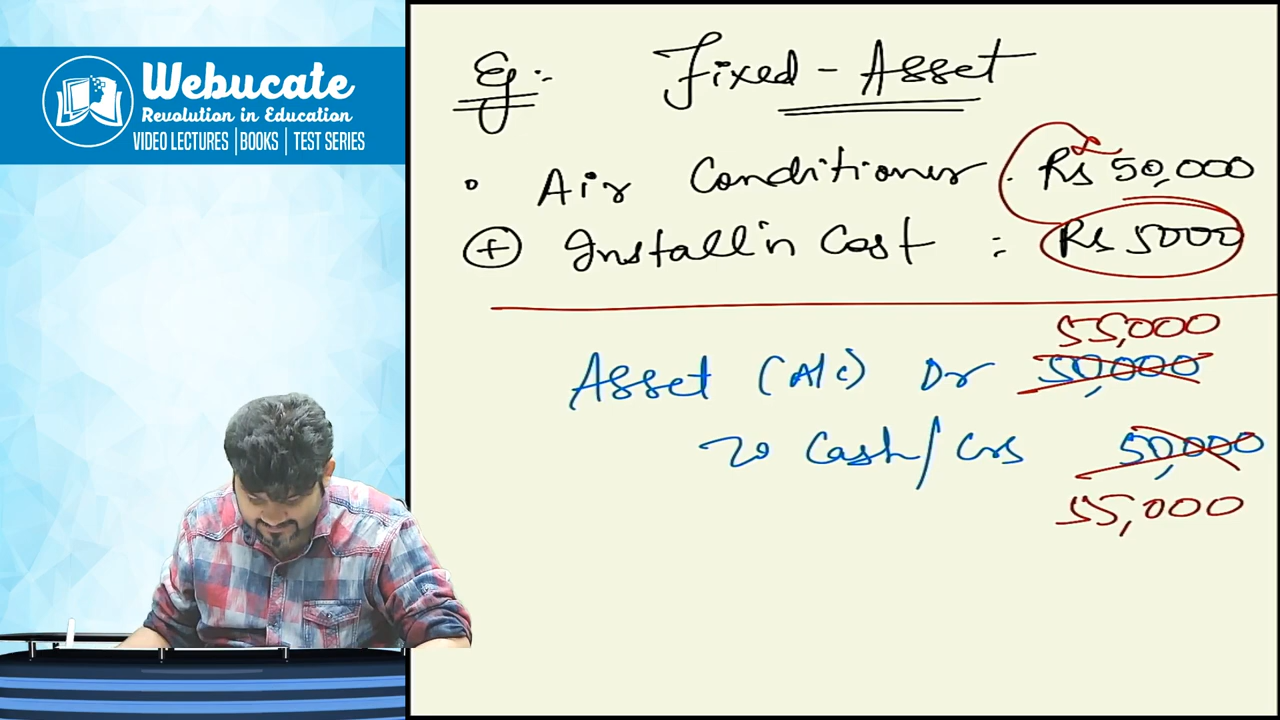 Webucate
Revolution in Education
VIDEO LECTURES | BOOKS | TEST SERIES
Eg:-
Fixed - Asset
• Air Conditioner . Rs 50,000
(+) Install'n Cost : Rs 5000
55,000
Asset (A/c) Dr 50,000
To Cash/Crs 50,000
55,000